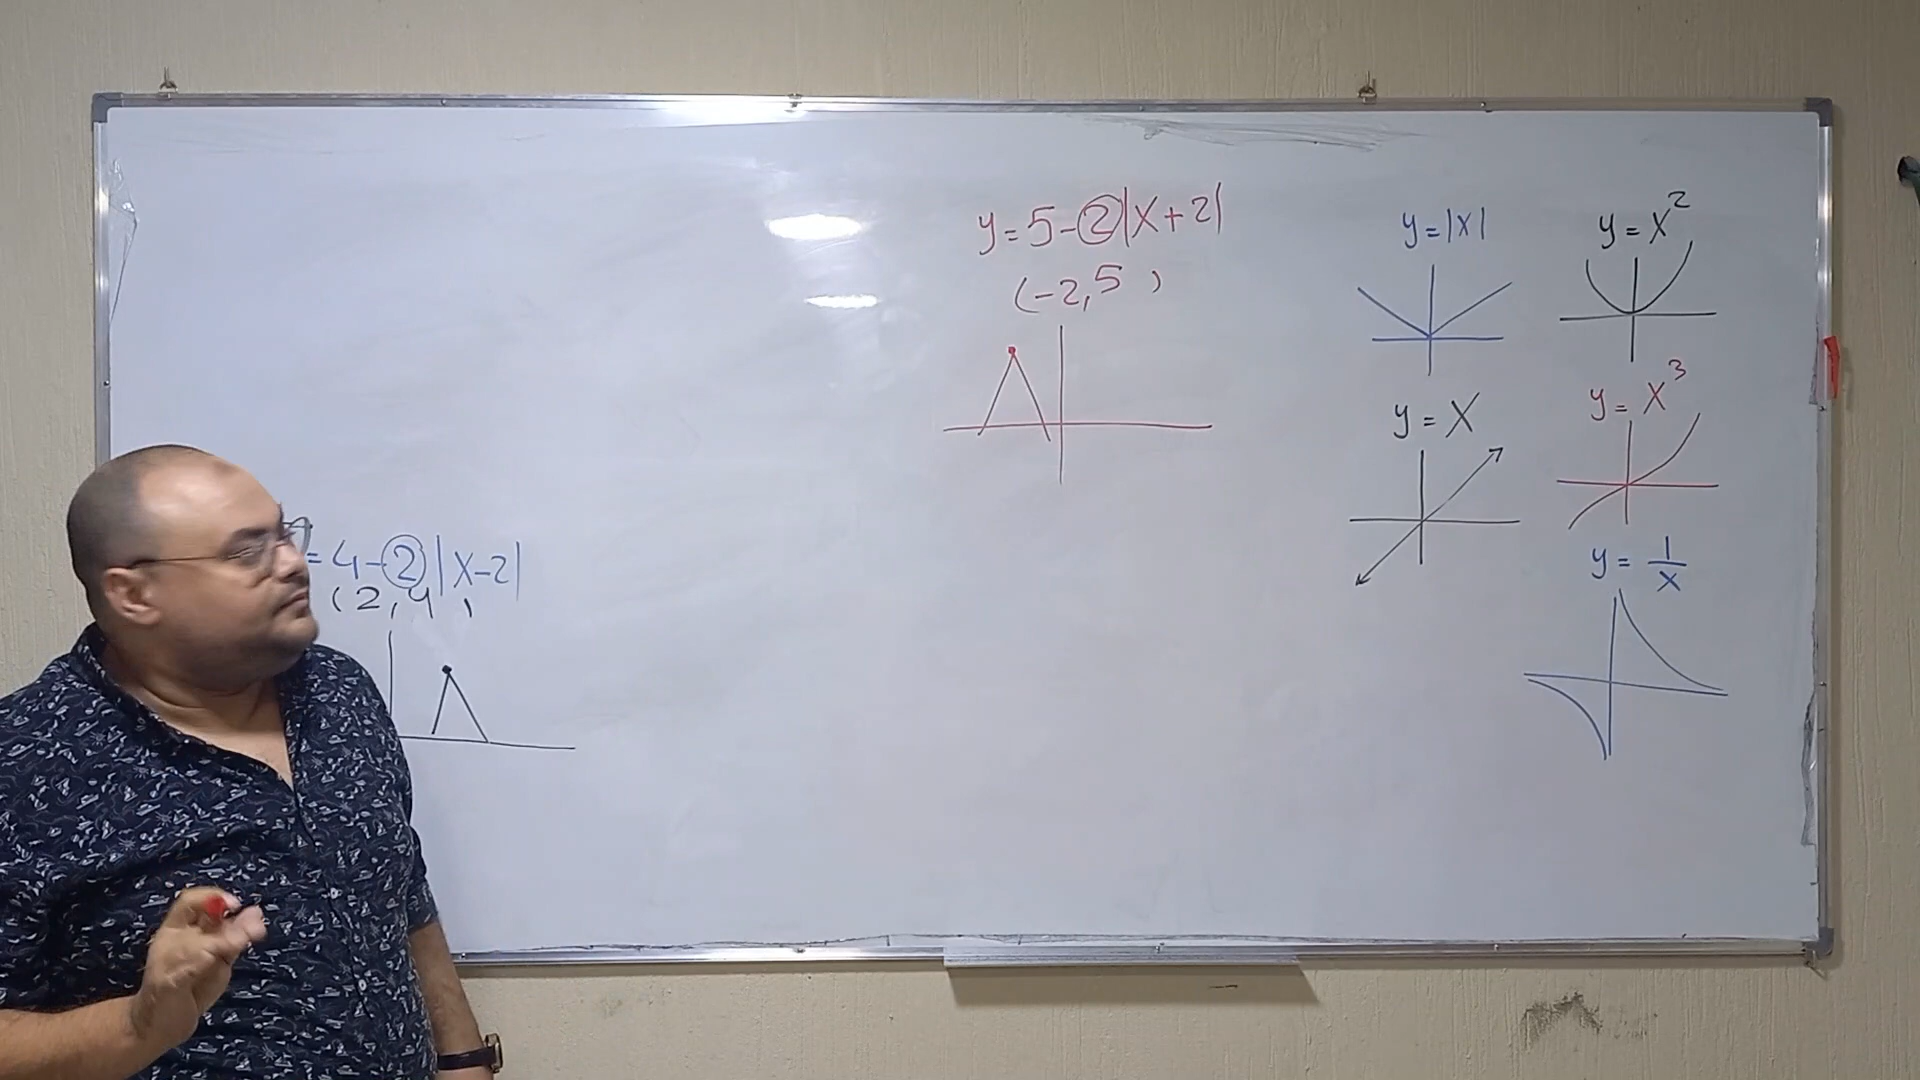 y=5-2|x+2|
(-2,5)
=4-2|x-2|
(2,4)
y=|x|
y=x²
y=x
y=x³
y=1/x